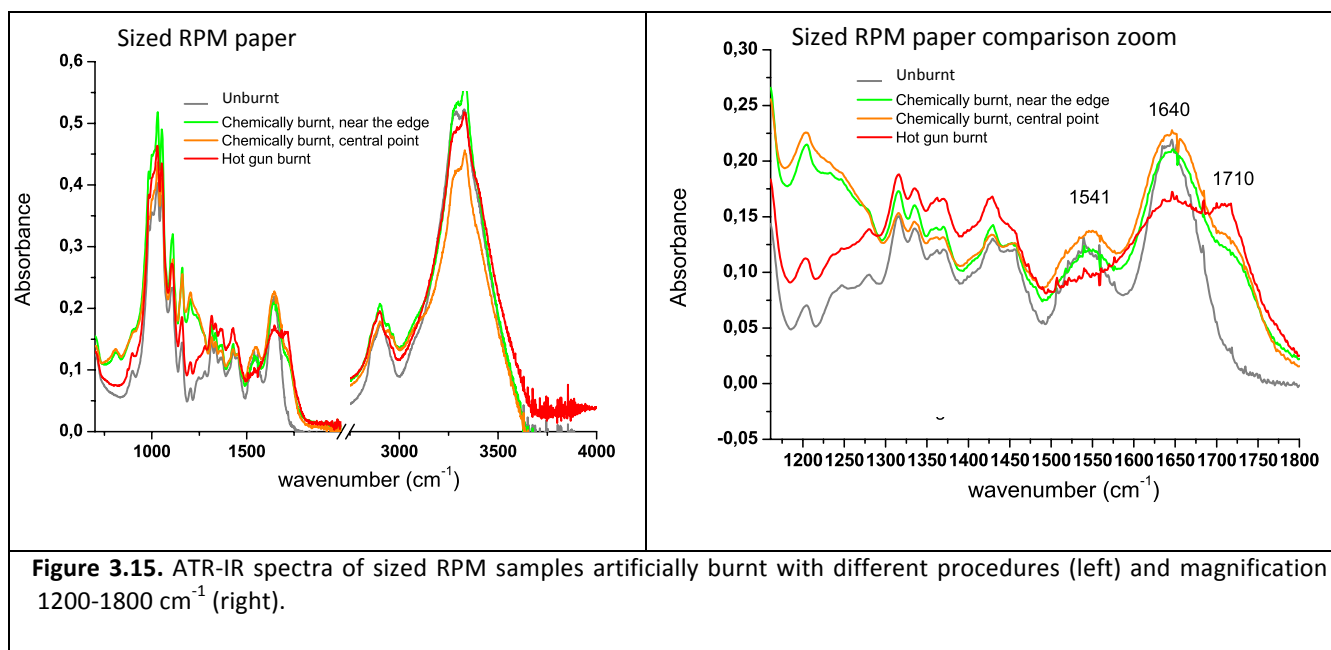 Sized RPM paper
0,6
0,5
0,4
0,3
0,2
0,1
0,0
Absorbance
Unburnt
Chemically burnt, near the edge
Chemically burnt, central point
Hot gun burnt
1000 1500 3000 3500 4000
wavenumber (cm⁻¹)
Sized RPM paper comparison zoom
0,30
0,25
0,20
0,15
0,10
0,05
0,00
-0,05
Absorbance
Unburnt
Chemically burnt, near the edge
Chemically burnt, central point
Hot gun burnt
1640
1710
1541
1200 1250 1300 1350 1400 1450 1500 1550 1600 1650 1700 1750 1800
wavenumber (cm⁻¹)
Figure 3.15. ATR-IR spectra of sized RPM samples artificially burnt with different procedures (left) and magnification
1200-1800 cm⁻¹ (right).